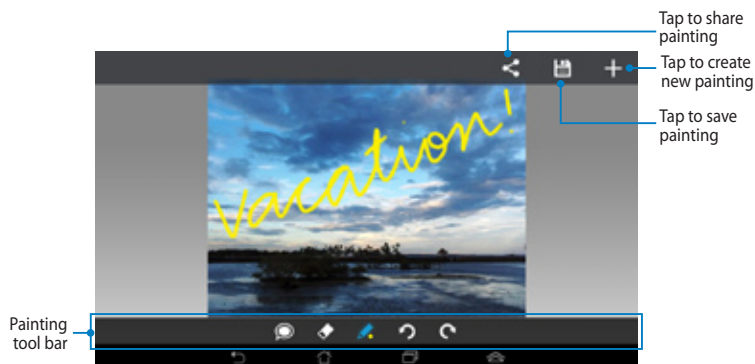 Tap to share
painting
Tap to create
new painting
Tap to save
painting
vacation!
Painting
tool bar